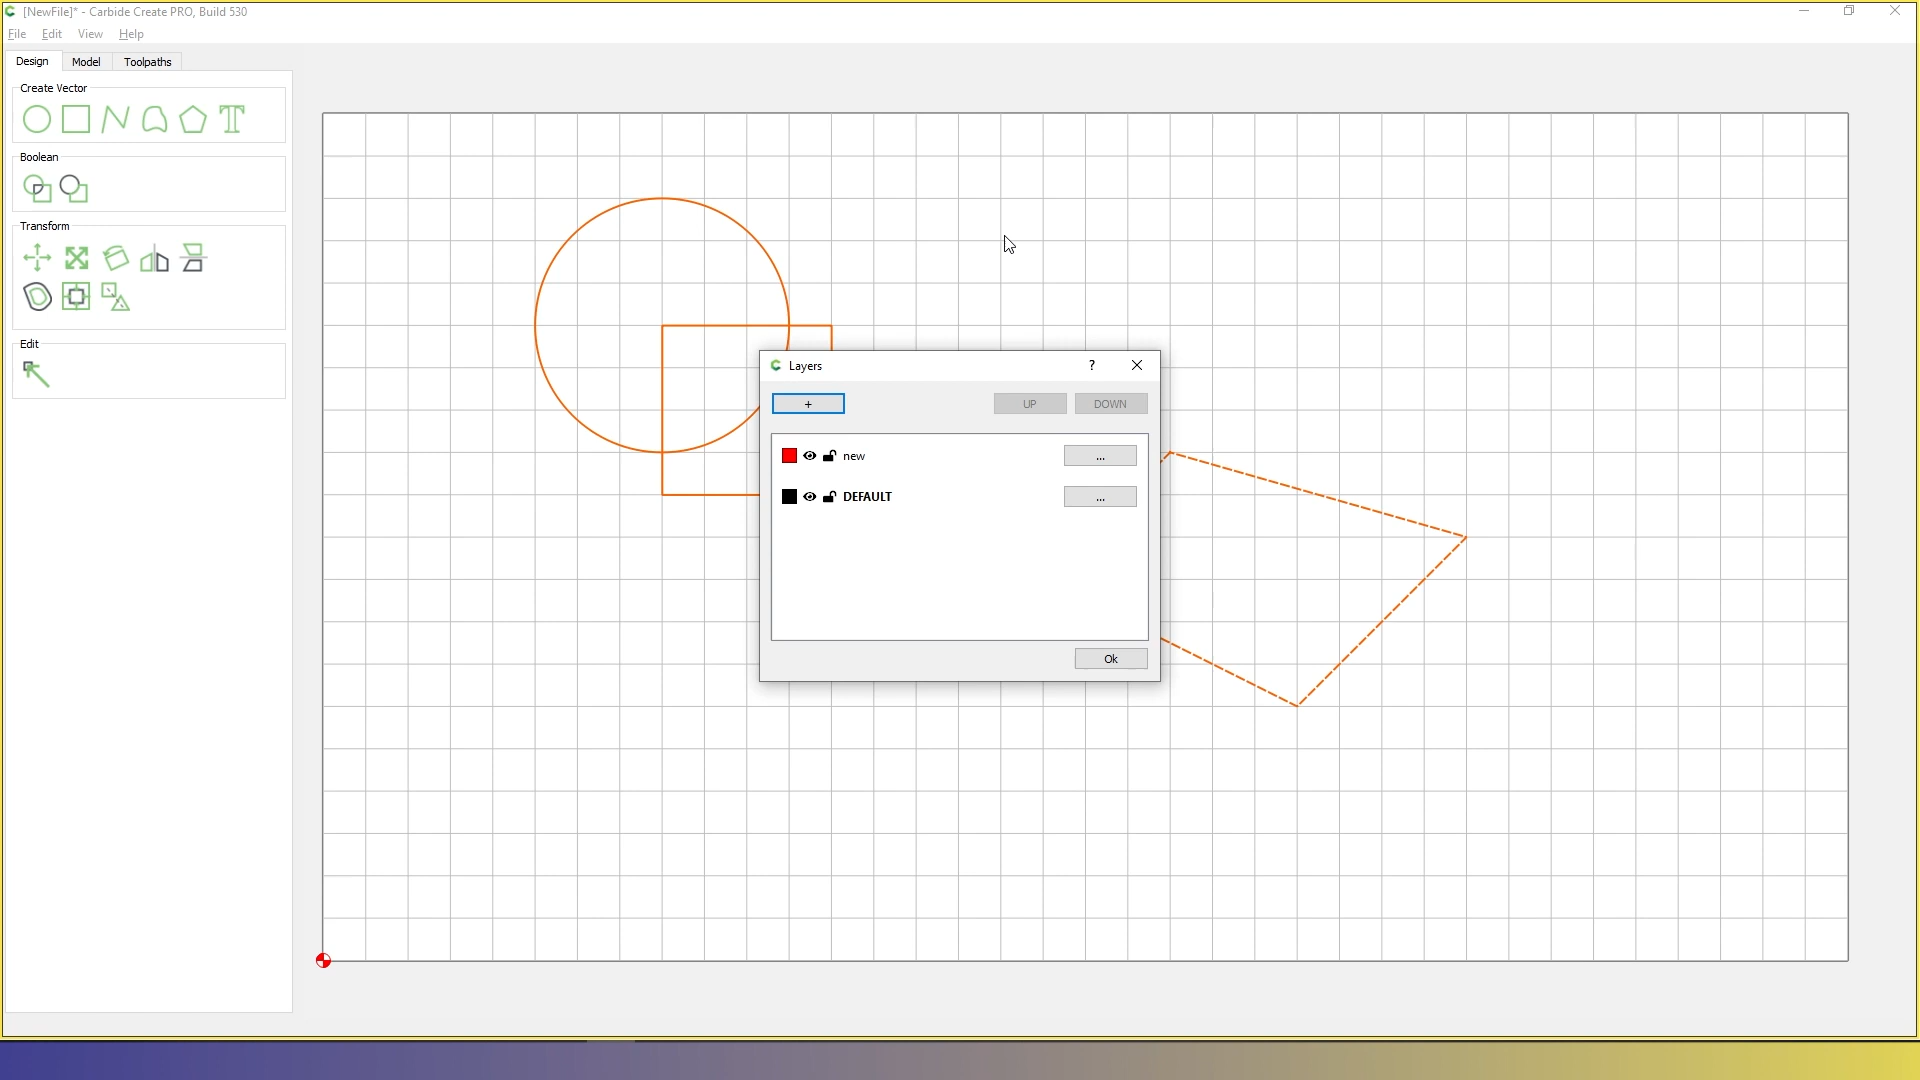 [NewFile]* - Carbide Create PRO, Build 530
File Edit View Help
Design Model Toolpaths
Create Vector
Boolean
Transform
Edit
Layers
?
+ UP DOWN
new ...
DEFAULT ...
Ok